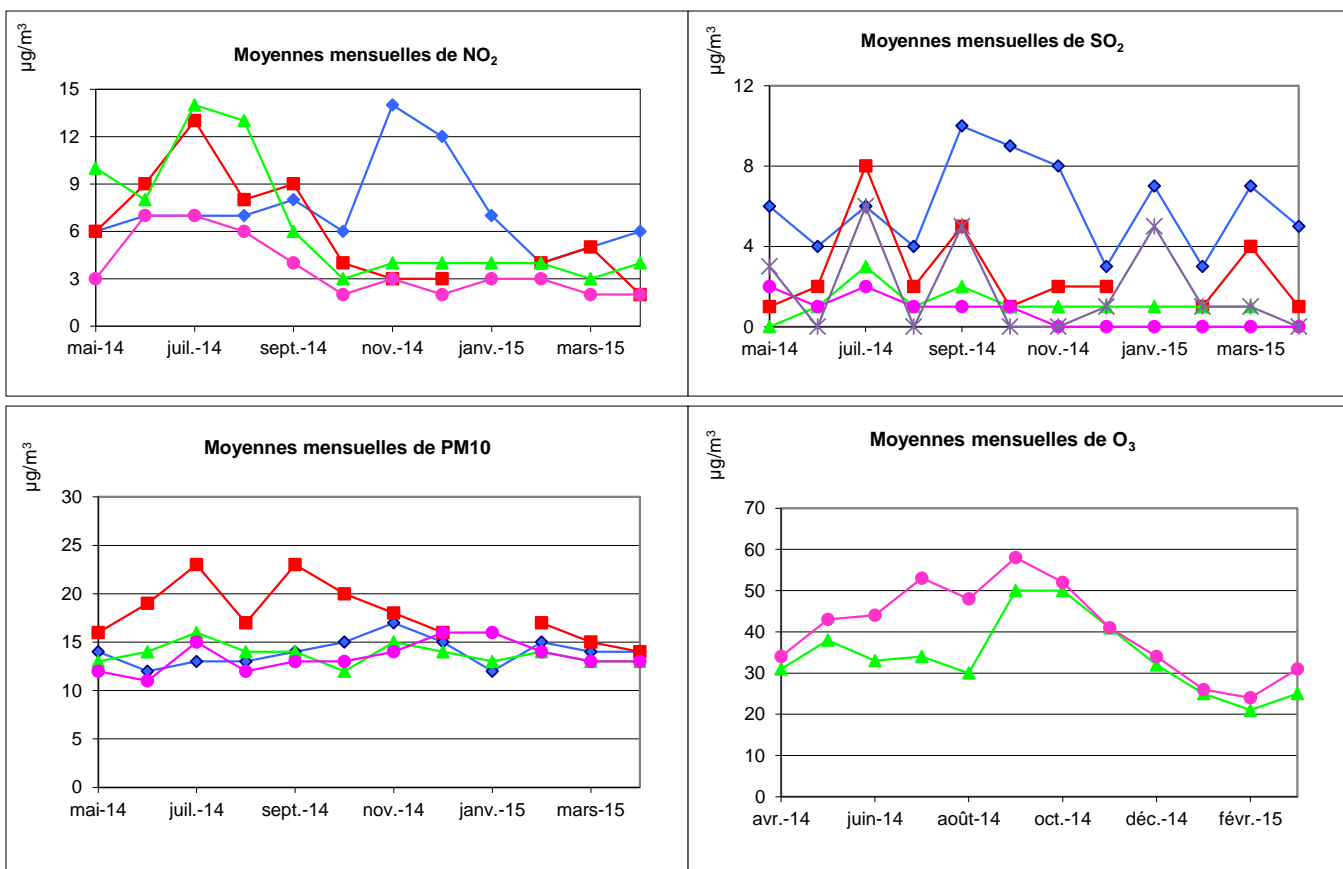 µg/m³
Moyennes mensuelles de NO₂
15
12
9
6
3
0
mai-14 juil.-14 sept.-14 nov.-14 janv.-15 mars-15
µg/m³
Moyennes mensuelles de SO₂
12
8
4
0
mai-14 juil.-14 sept.-14 nov.-14 janv.-15 mars-15
µg/m³
Moyennes mensuelles de PM10
30
25
20
15
10
5
0
mai-14 juil.-14 sept.-14 nov.-14 janv.-15 mars-15
µg/m³
Moyennes mensuelles de O₃
70
60
50
40
30
20
10
0
avr.-14 juin-14 août-14 oct.-14 déc.-14 févr.-15